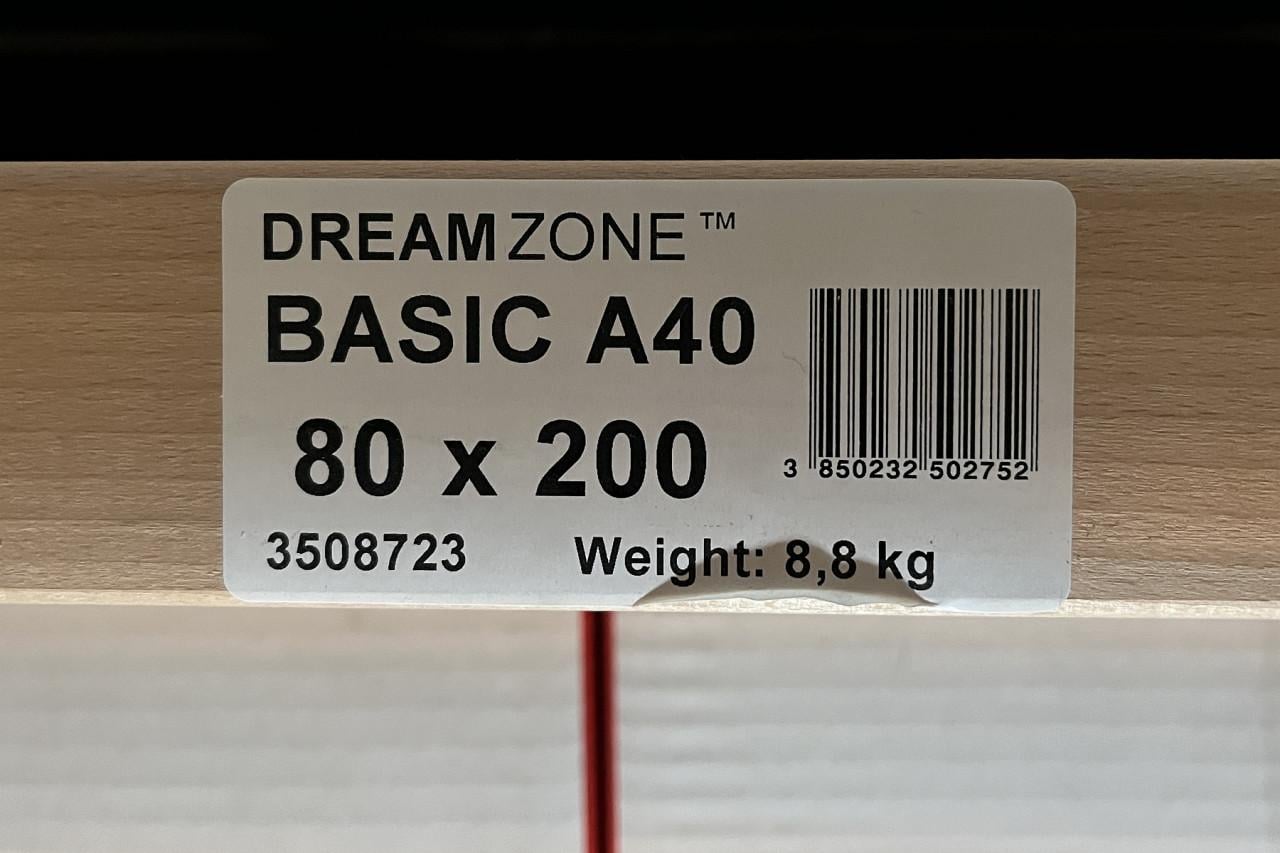 DREAMZONE™
BASIC A40
80 x 200
3 850232 502752
3508723 Weight: 8,8 kg